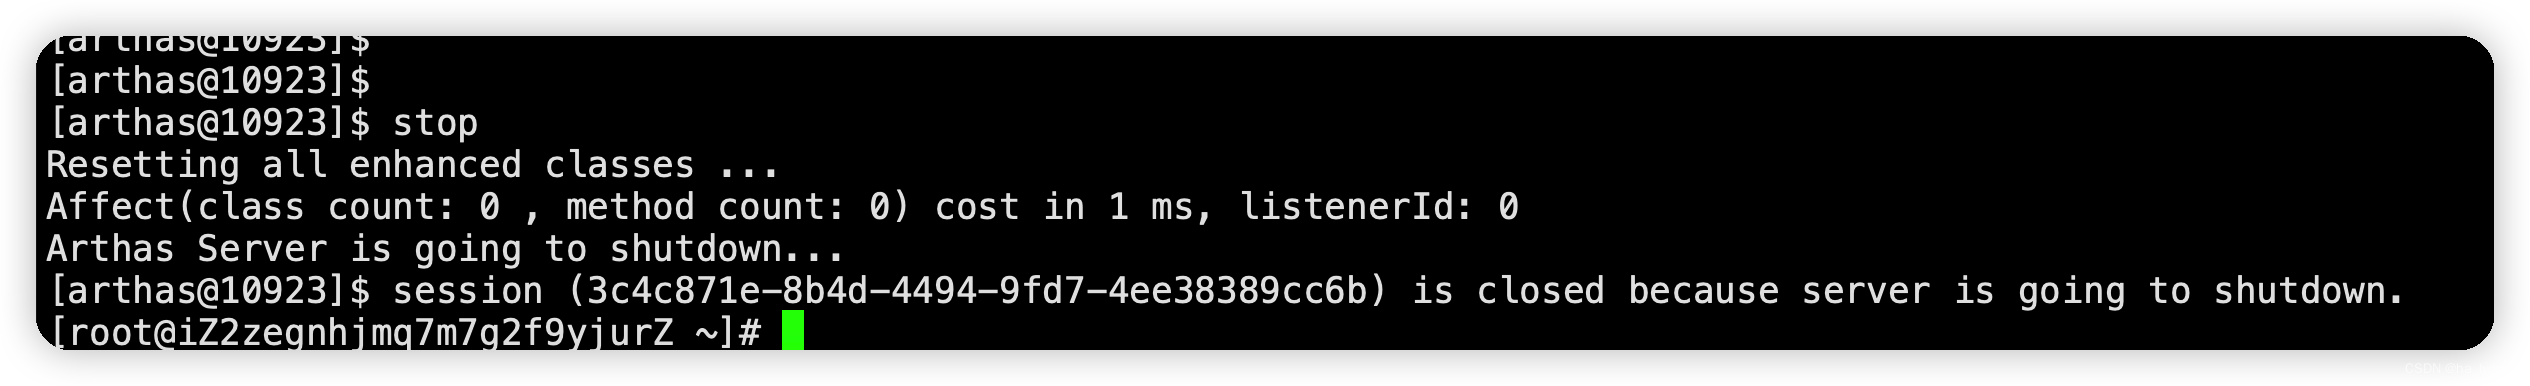 [arthas@10923]$
[arthas@10923]$
[arthas@10923]$ stop
Resetting all enhanced classes ...
Affect(class count: 0 , method count: 0) cost in 1 ms, listenerId: 0
Arthas Server is going to shutdown...
[arthas@10923]$ session (3c4c871e-8b4d-4494-9fd7-4ee38389cc6b) is closed because server is going to shutdown.
[root@iZ2zegnhjmq7m7g2f9yjurZ ~]#